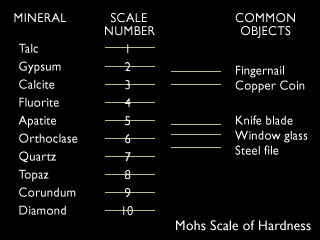 MINERAL SCALE NUMBER COMMON OBJECTS
Talc 1
Gypsum 2 Fingernail
Calcite 3 Copper Coin
Fluorite 4
Apatite 5 Knife blade
Orthoclase 6 Window glass
Quartz 7 Steel file
Topaz 8
Corundum 9
Diamond 10
Mohs Scale of Hardness